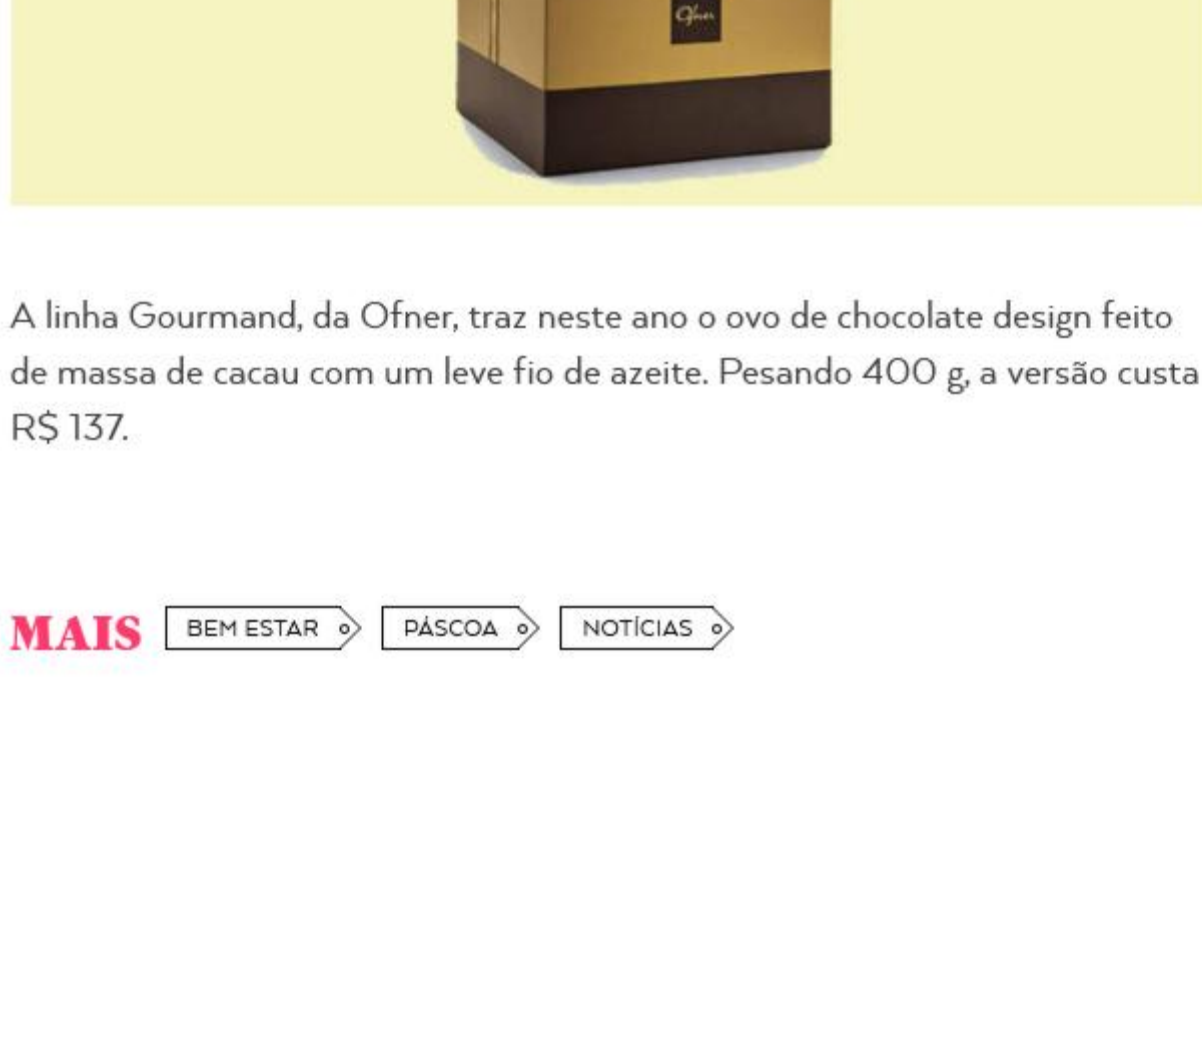 Ofner
A linha Gourmand, da Ofner, traz neste ano o ovo de chocolate design feito
de massa de cacau com um leve fio de azeite. Pesando 400 g, a versão custa
R$ 137.
MAIS BEM ESTAR PÁSCOA NOTÍCIAS